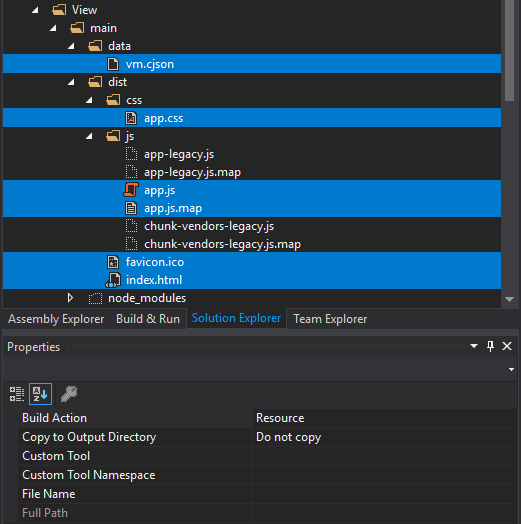 View
main
data
vm.cjson
dist
css
app.css
js
app-legacy.js
app-legacy.js.map
app.js
app.js.map
chunk-vendors-legacy.js
chunk-vendors-legacy.js.map
favicon.ico
index.html
node_modules
Assembly Explorer Build & Run Solution Explorer Team Explorer
Properties
Build Action Resource
Copy to Output Directory Do not copy
Custom Tool
Custom Tool Namespace
File Name
Full Path